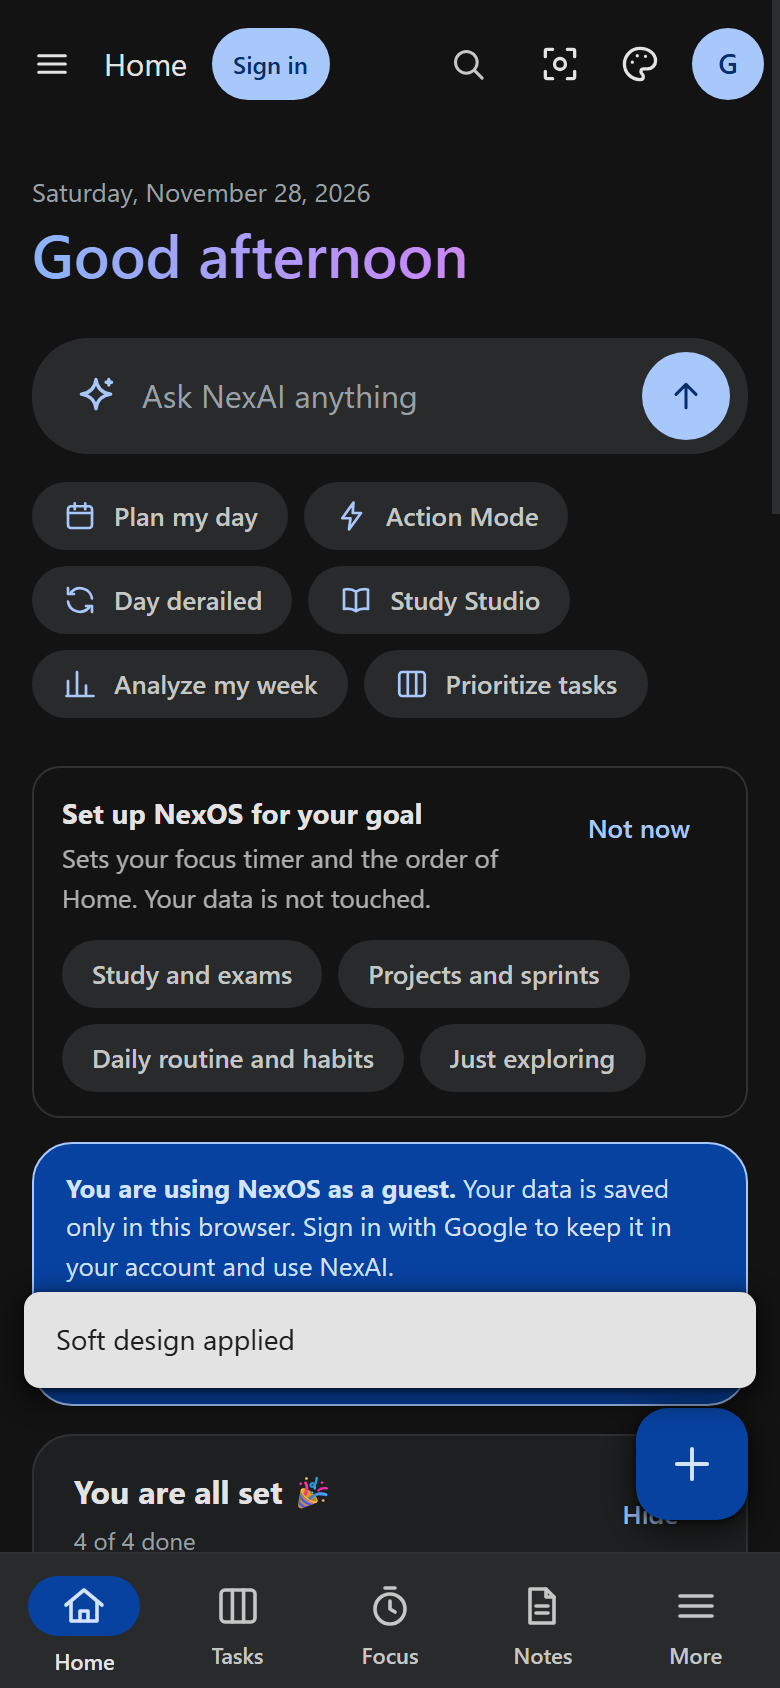 Home
Sign in
G
Saturday, November 28, 2026
Good afternoon
Ask NexAI anything
Plan my day
Action Mode
Day derailed
Study Studio
Analyze my week
Prioritize tasks
Set up NexOS for your goal
Not now
Sets your focus timer and the order of
Home. Your data is not touched.
Study and exams
Projects and sprints
Daily routine and habits
Just exploring
You are using NexOS as a guest. Your data is saved
only in this browser. Sign in with Google to keep it in
your account and use NexAI.
Soft design applied
You are all set 🎉
Hide
4 of 4 done
Home
Tasks
Focus
Notes
More